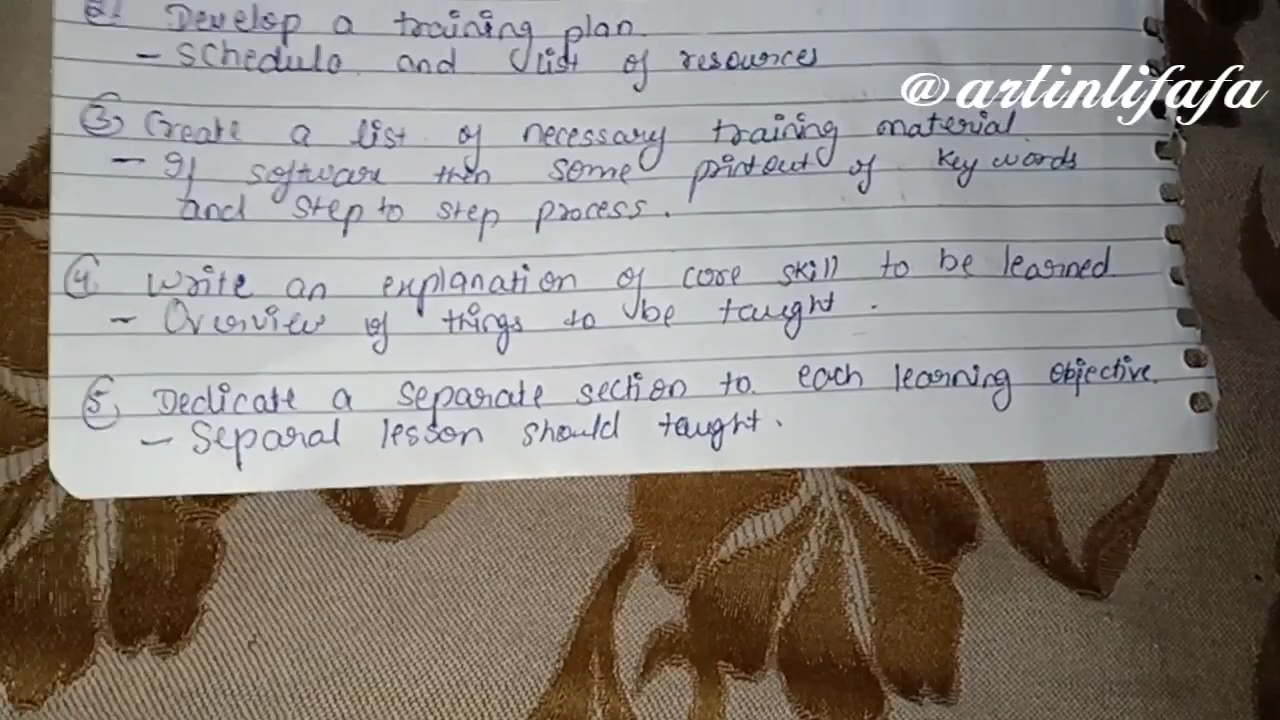 2. Develop a training plan
- Schedule and list of resources
@artinlifafa
3, Create a list of necessary training material
- If software then some printout of key words
and step to step process.
4, Write an explanation of core skill to be learned
- Overview of things to be taught.
5, Dedicate a separate section to each learning objective.
- Separal lesson should taught.